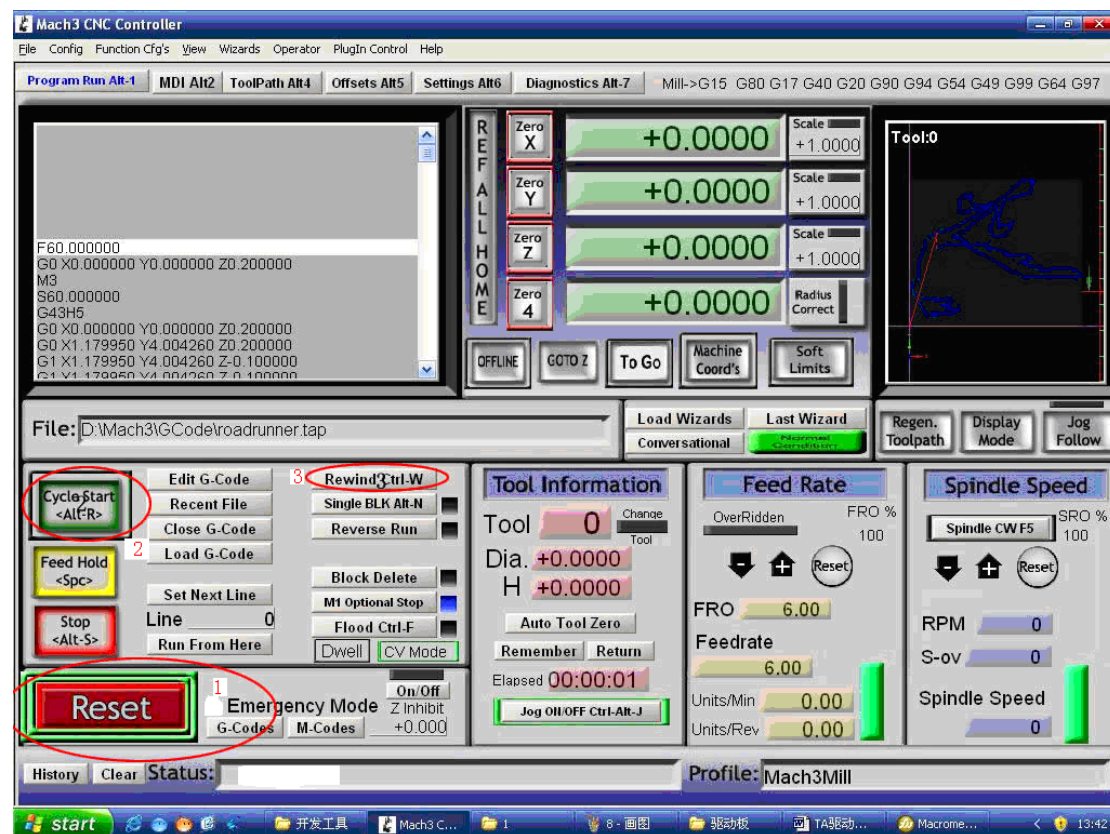 Mach3 CNC Controller
File Config Function Cfg's View Wizards Operator PlugIn Control Help
Program Run Alt-1 MDI Alt2 ToolPath Alt4 Offsets Alt5 Settings Alt6 Diagnostics Alt-7 Mill->G15 G80 G17 G40 G20 G90 G94 G54 G49 G99 G64 G97
F60.000000
G0 X0.000000 Y0.000000 Z0.200000
M3
S60.000000
G43H5
G0 X0.000000 Y0.000000 Z0.200000
G0 X1.179950 Y4.004260 Z0.200000
G1 X1.179950 Y4.004260 Z-0.100000
G1 X1.179950 Y4.004260 Z-0.100000
REF ALL HOME
Zero X +0.0000 Scale +1.0000
Zero Y +0.0000 Scale +1.0000
Zero Z +0.0000 Scale +1.0000
Zero 4 +0.0000 Radius Correct
OFFLINE GOTO Z To Go Machine Coord's Soft Limits
Tool:0
File: D:\Mach3\GCode\roadrunner.tap
Load Wizards Last Wizard
Conversational Normal Condition
Regen. Toolpath Display Mode Jog Follow
Cycle Start <Alt-R>
2
Feed Hold <Spc>
Stop <Alt-S>
Edit G-Code
Recent File
Close G-Code
Load G-Code
Set Next Line
Line 0
Run From Here
3 Rewind Ctrl-W
Single BLK Alt-N
Reverse Run
Block Delete
M1 Optional Stop
Flood Ctrl-F
Dwell CV Mode
Reset
1
Emergency Mode
G-Codes M-Codes
On/Off
Z Inhibit
+0.000
Tool Information
Tool 0 Change Tool
Dia. +0.0000
H +0.0000
Auto Tool Zero
Remember Return
Elapsed 00:00:01
Jog ON/OFF Ctrl-Alt-J
Feed Rate
OverRidden FRO %
100
Reset
FRO 6.00
Feedrate
6.00
Units/Min 0.00
Units/Rev 0.00
Spindle Speed
Spindle CW F5 SRO %
100
Reset
RPM 0
S-ov 0
Spindle Speed
0
History Clear Status: Profile: Mach3Mill
start 开发工具 Mach3 C... 1 8 - 画图 驱动板 TA驱动... Macrome... 13:42